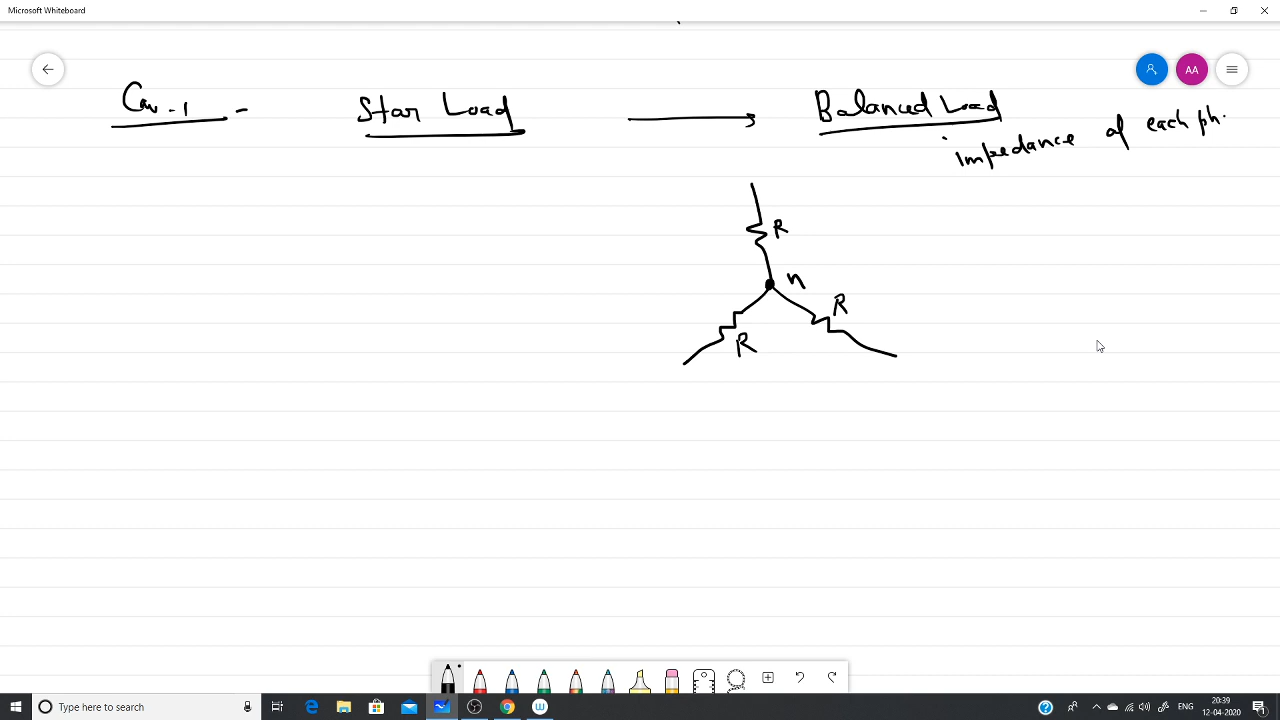 Microsoft Whiteboard
AA
Case-1 -
Star Load
Balanced Load
impedance of each ph.
R
n
R
R
Type here to search
ENG
20:39
12-04-2020